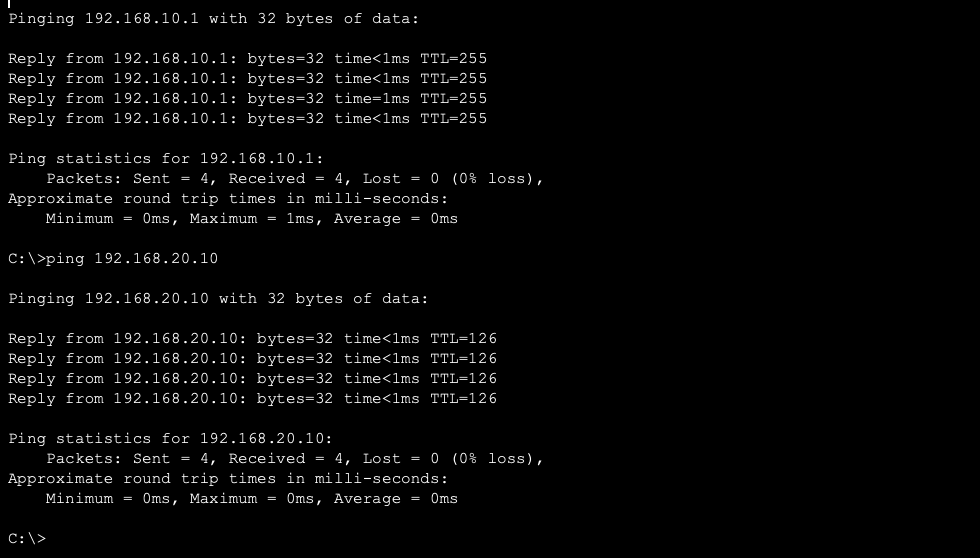 Pinging 192.168.10.1 with 32 bytes of data:
Reply from 192.168.10.1: bytes=32 time<1ms TTL=255
Reply from 192.168.10.1: bytes=32 time<1ms TTL=255
Reply from 192.168.10.1: bytes=32 time=1ms TTL=255
Reply from 192.168.10.1: bytes=32 time<1ms TTL=255
Ping statistics for 192.168.10.1:
    Packets: Sent = 4, Received = 4, Lost = 0 (0% loss),
Approximate round trip times in milli-seconds:
    Minimum = 0ms, Maximum = 1ms, Average = 0ms
C:\>ping 192.168.20.10
Pinging 192.168.20.10 with 32 bytes of data:
Reply from 192.168.20.10: bytes=32 time<1ms TTL=126
Reply from 192.168.20.10: bytes=32 time<1ms TTL=126
Reply from 192.168.20.10: bytes=32 time<1ms TTL=126
Reply from 192.168.20.10: bytes=32 time<1ms TTL=126
Ping statistics for 192.168.20.10:
    Packets: Sent = 4, Received = 4, Lost = 0 (0% loss),
Approximate round trip times in milli-seconds:
    Minimum = 0ms, Maximum = 0ms, Average = 0ms
C:\>